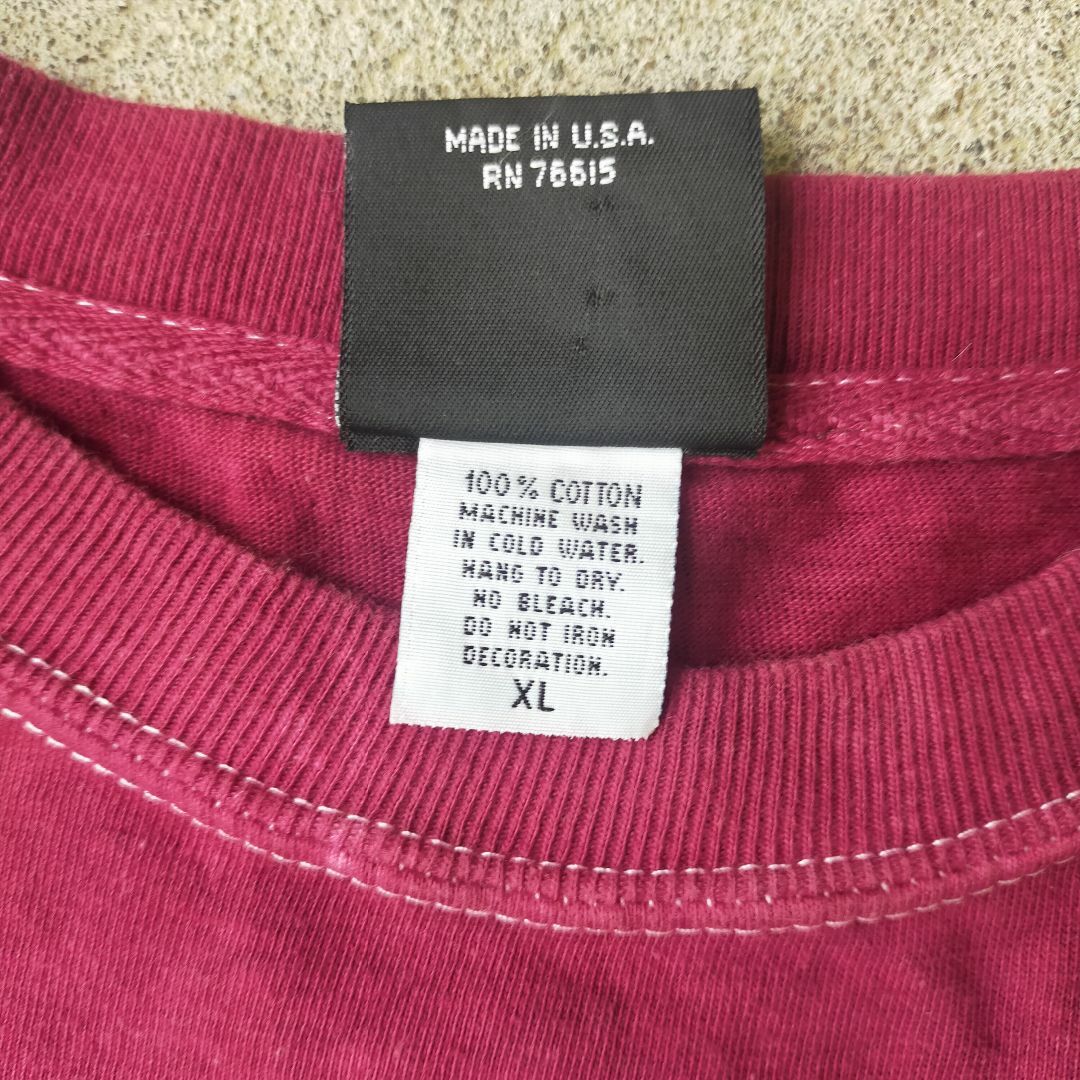 MADE IN U.S.A.
RN 76615
100% COTTON
MACHINE WASH
IN COLD WATER.
HANG TO DRY.
NO BLEACH.
DO NOT IRON
DECORATION.
XL